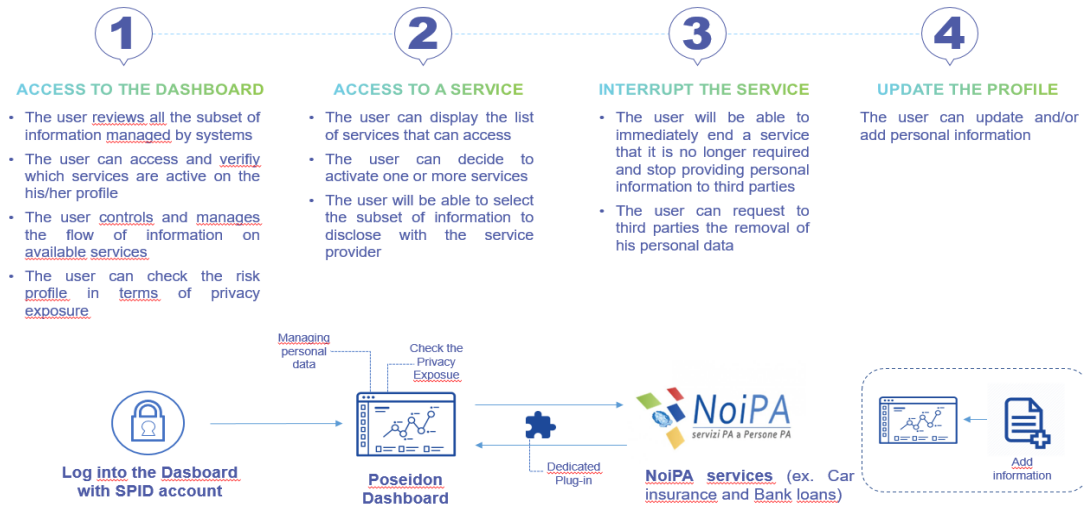 1
ACCESS TO THE DASHBOARD
• The user reviews all the subset of
information managed by systems
• The user can access and verifiy
which services are active on the
his/her profile
• The user controls and manages
the flow of information on
available services
• The user can check the risk
profile in terms of privacy
exposure
2
ACCESS TO A SERVICE
• The user can display the list
of services that can access
• The user can decide to
activate one or more services
• The user will be able to select
the subset of information to
disclose with the service
provider
3
INTERRUPT THE SERVICE
• The user will be able to
immediately end a service
that it is no longer required
and stop providing personal
information to third parties
• The user can request to
third parties the removal of
his personal data
4
UPDATE THE PROFILE
The user can update and/or
add personal information
Log into the Dasboard
with SPID account
Managing
personal
data
Check the
Privacy
Exposue
Poseidon
Dashboard
Dedicated
Plug-in
NoiPA
servizi PA a Persone PA
NoiPA services (ex. Car
insurance and Bank loans)
Add
information